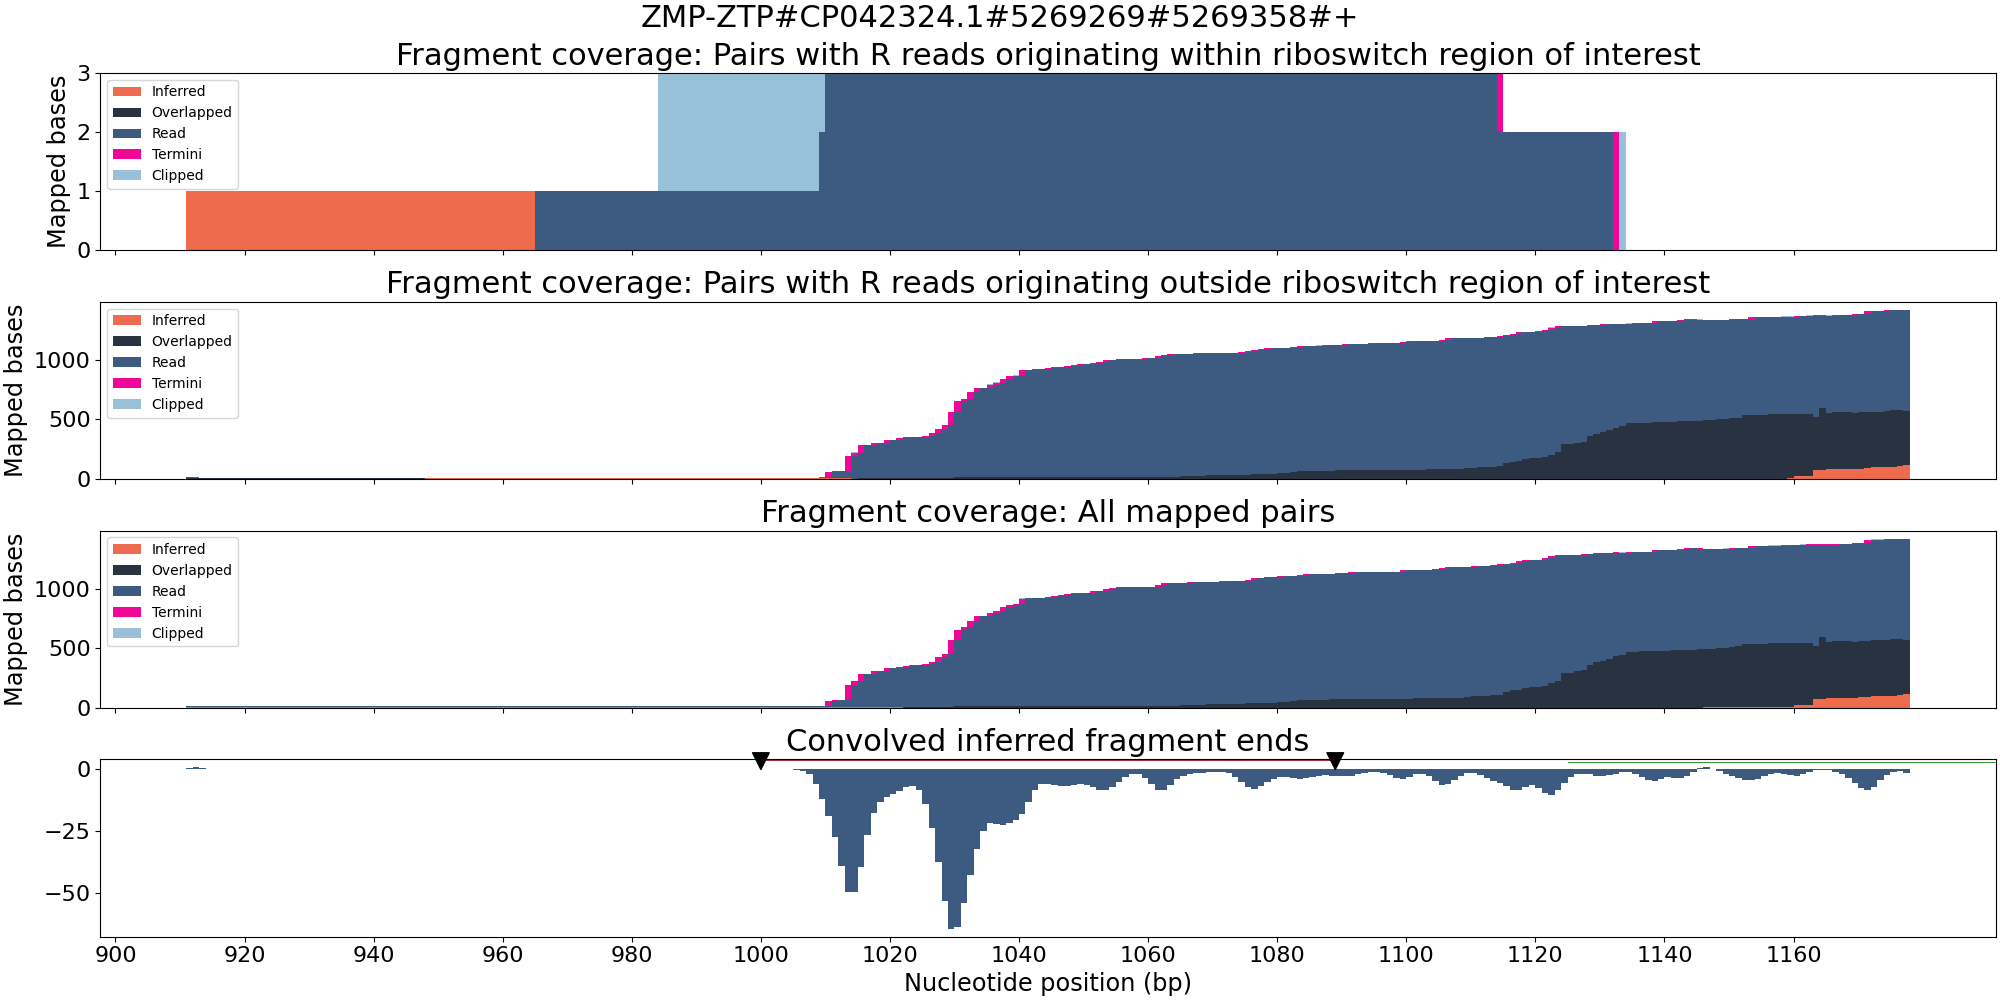 ZMP-ZTP#CP042324.1#5269269#5269358#+
Fragment coverage: Pairs with R reads originating within riboswitch region of interest
Mapped bases
3
2
1
0
Inferred
Overlapped
Read
Termini
Clipped
Fragment coverage: Pairs with R reads originating outside riboswitch region of interest
Mapped bases
1000
500
0
Inferred
Overlapped
Read
Termini
Clipped
Fragment coverage: All mapped pairs
Mapped bases
1000
500
0
Inferred
Overlapped
Read
Termini
Clipped
Convolved inferred fragment ends
0
−25
−50
900 920 940 960 980 1000 1020 1040 1060 1080 1100 1120 1140 1160
Nucleotide position (bp)